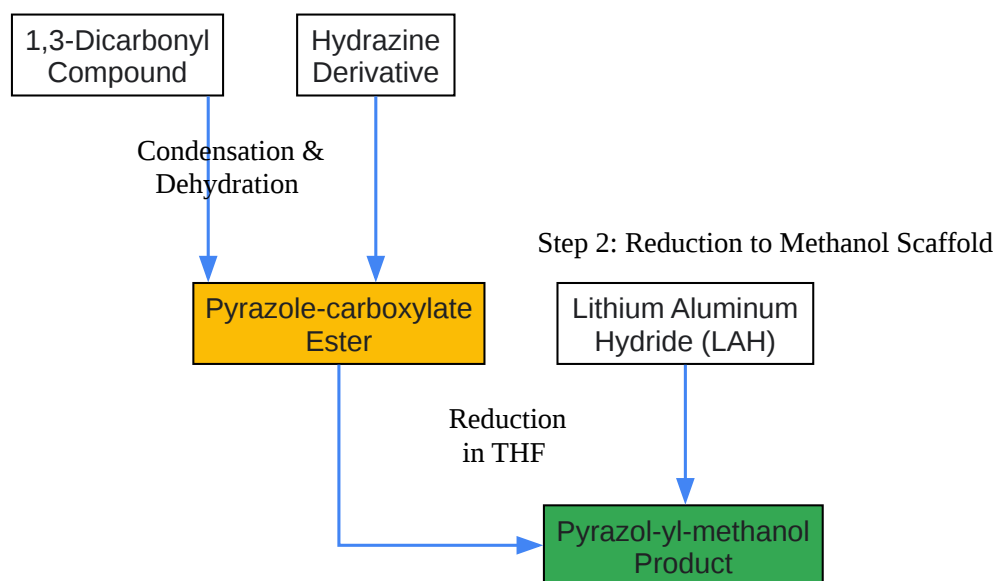 1,3-Dicarbonyl
Compound
Hydrazine
Derivative
Condensation &
Dehydration
Step 2: Reduction to Methanol Scaffold
Pyrazole-carboxylate
Ester
Lithium Aluminum
Hydride (LAH)
Reduction
in THF
Pyrazol-yl-methanol
Product